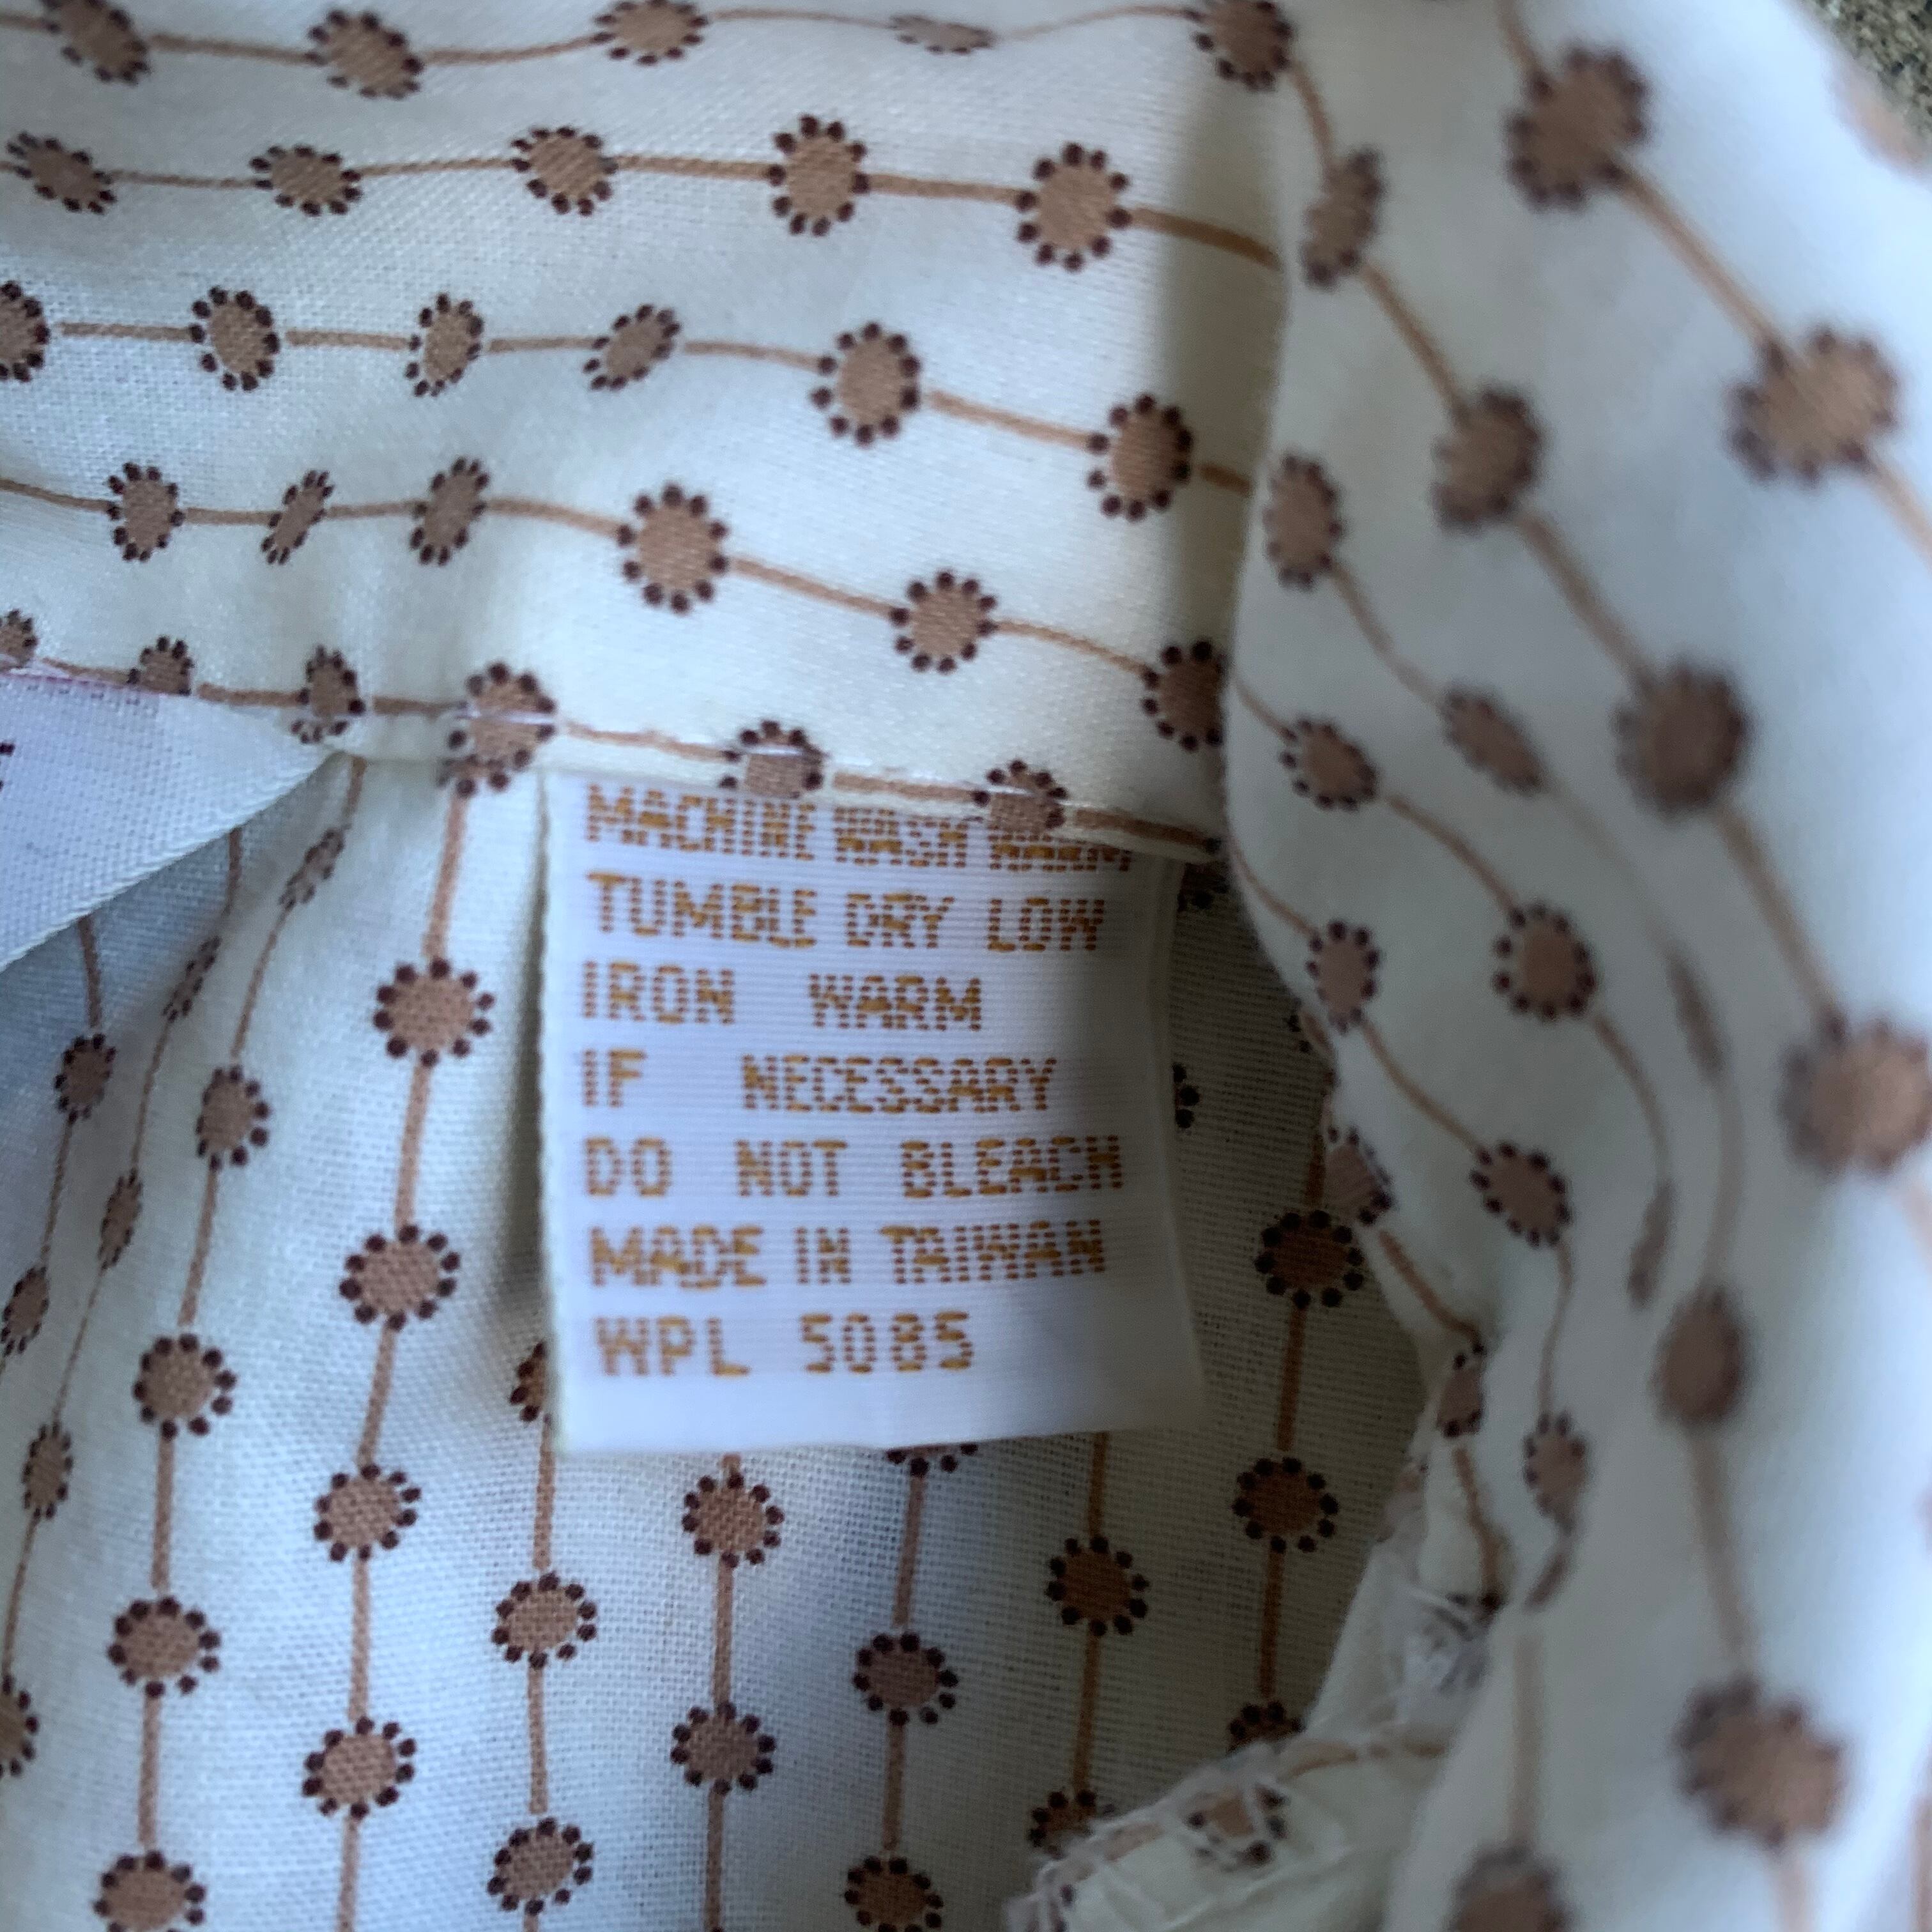 MACHINE WASH WARM
TUMBLE DRY LOW
IRON WARM
IF NECESSARY
DO NOT BLEACH
MADE IN TAIWAN
WPL 5085